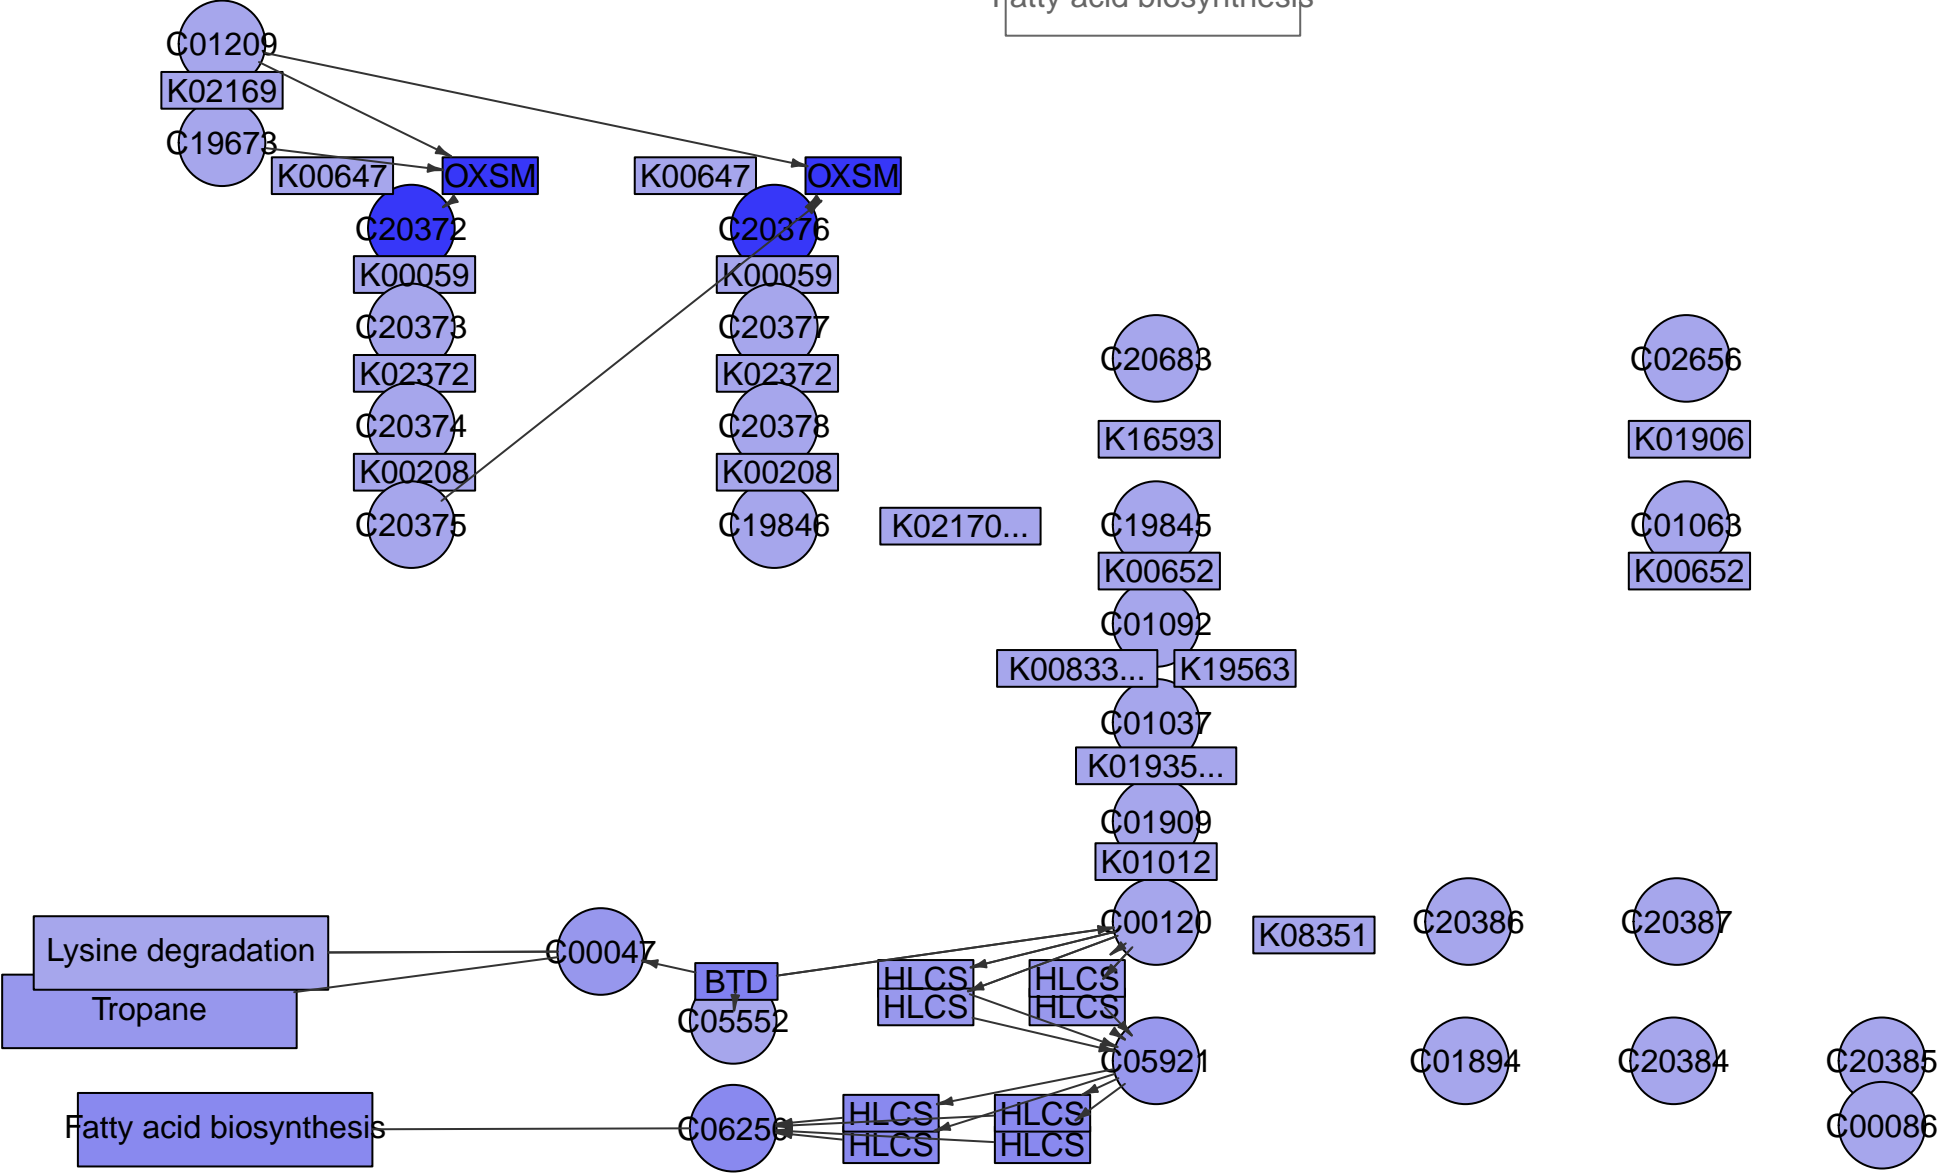 Fatty acid biosynthesis
C01209
K02169
C19673
K00647
OXSM
K00647
OXSM
C20372
C20376
K00059
K00059
C20373
C20377
C20683
C02656
K02372
K02372
C20374
C20378
K16593
K01906
K00208
K00208
C20375
C19846
K02170...
C19845
C01063
K00652
K00652
C01092
K00833...
K19563
C01037
K01935...
C01909
K01012
C00120
C20386
C20387
K08351
Lysine degradation
C00047
BTD
HLCS
HLCS
Tropane
HLCS
HLCS
C05552
C05921
C01894
C20384
C20385
HLCS
HLCS
Fatty acid biosynthesis
C06250
C00086
HLCS
HLCS